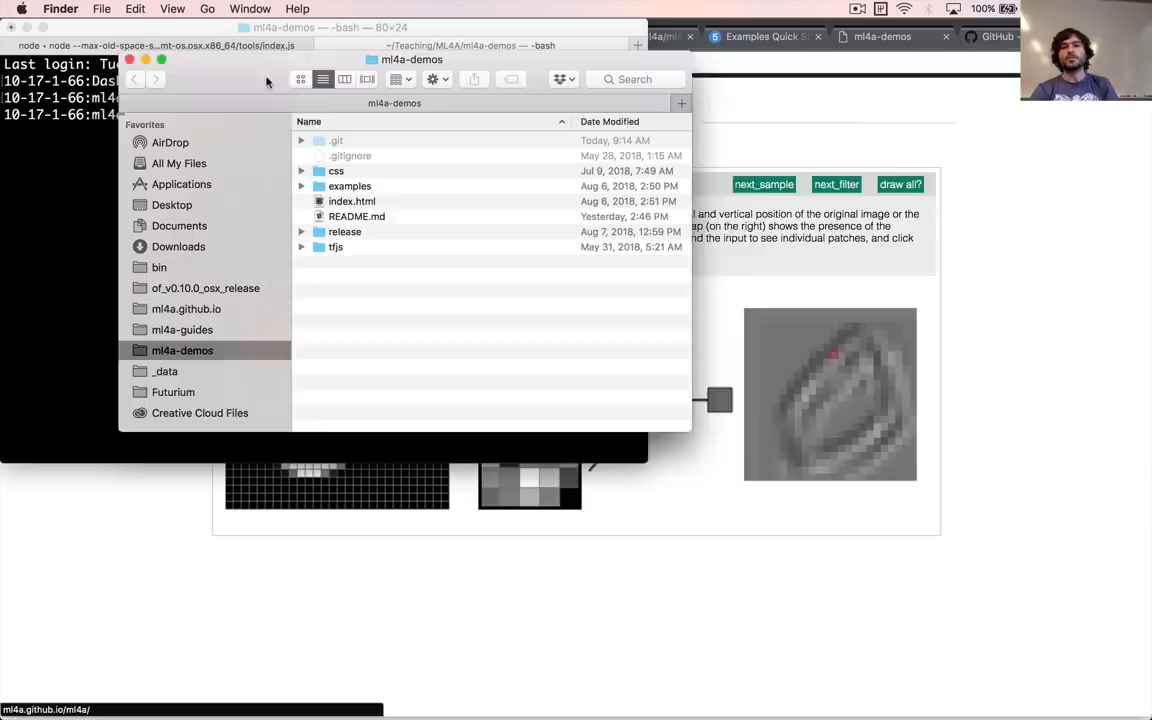 Finder File Edit View Go Window Help 100%
ml4a-demos — -bash — 80×24
node ◂ node --max-old-space-s...mt-os.osx.x86_64/tools/index.js ~/Teaching/ML4A/ml4a-demos — -bash
4a/ml Examples Quick S ml4a-demos GitHub -
Last login: Tu
10-17-1-66:Das
10-17-1-66:ml4
10-17-1-66:ml4
ml4a-demos
Search
ml4a-demos
Favorites
AirDrop
All My Files
Applications
Desktop
Documents
Downloads
bin
of_v0.10.0_osx_release
ml4a.github.io
ml4a-guides
ml4a-demos
_data
Futurium
Creative Cloud Files
Name Date Modified
.git Today, 9:14 AM
.gitignore May 28, 2018, 1:15 AM
css Jul 9, 2018, 7:49 AM
examples Aug 6, 2018, 2:50 PM
index.html Aug 6, 2018, 2:51 PM
README.md Yesterday, 2:46 PM
release Aug 7, 2018, 12:59 PM
tfjs May 31, 2018, 5:21 AM
next_sample next_filter draw all?
l and vertical position of the original image or the
ap (on the right) shows the presence of the
nd the input to see individual patches, and click
ml4a.github.io/ml4a/